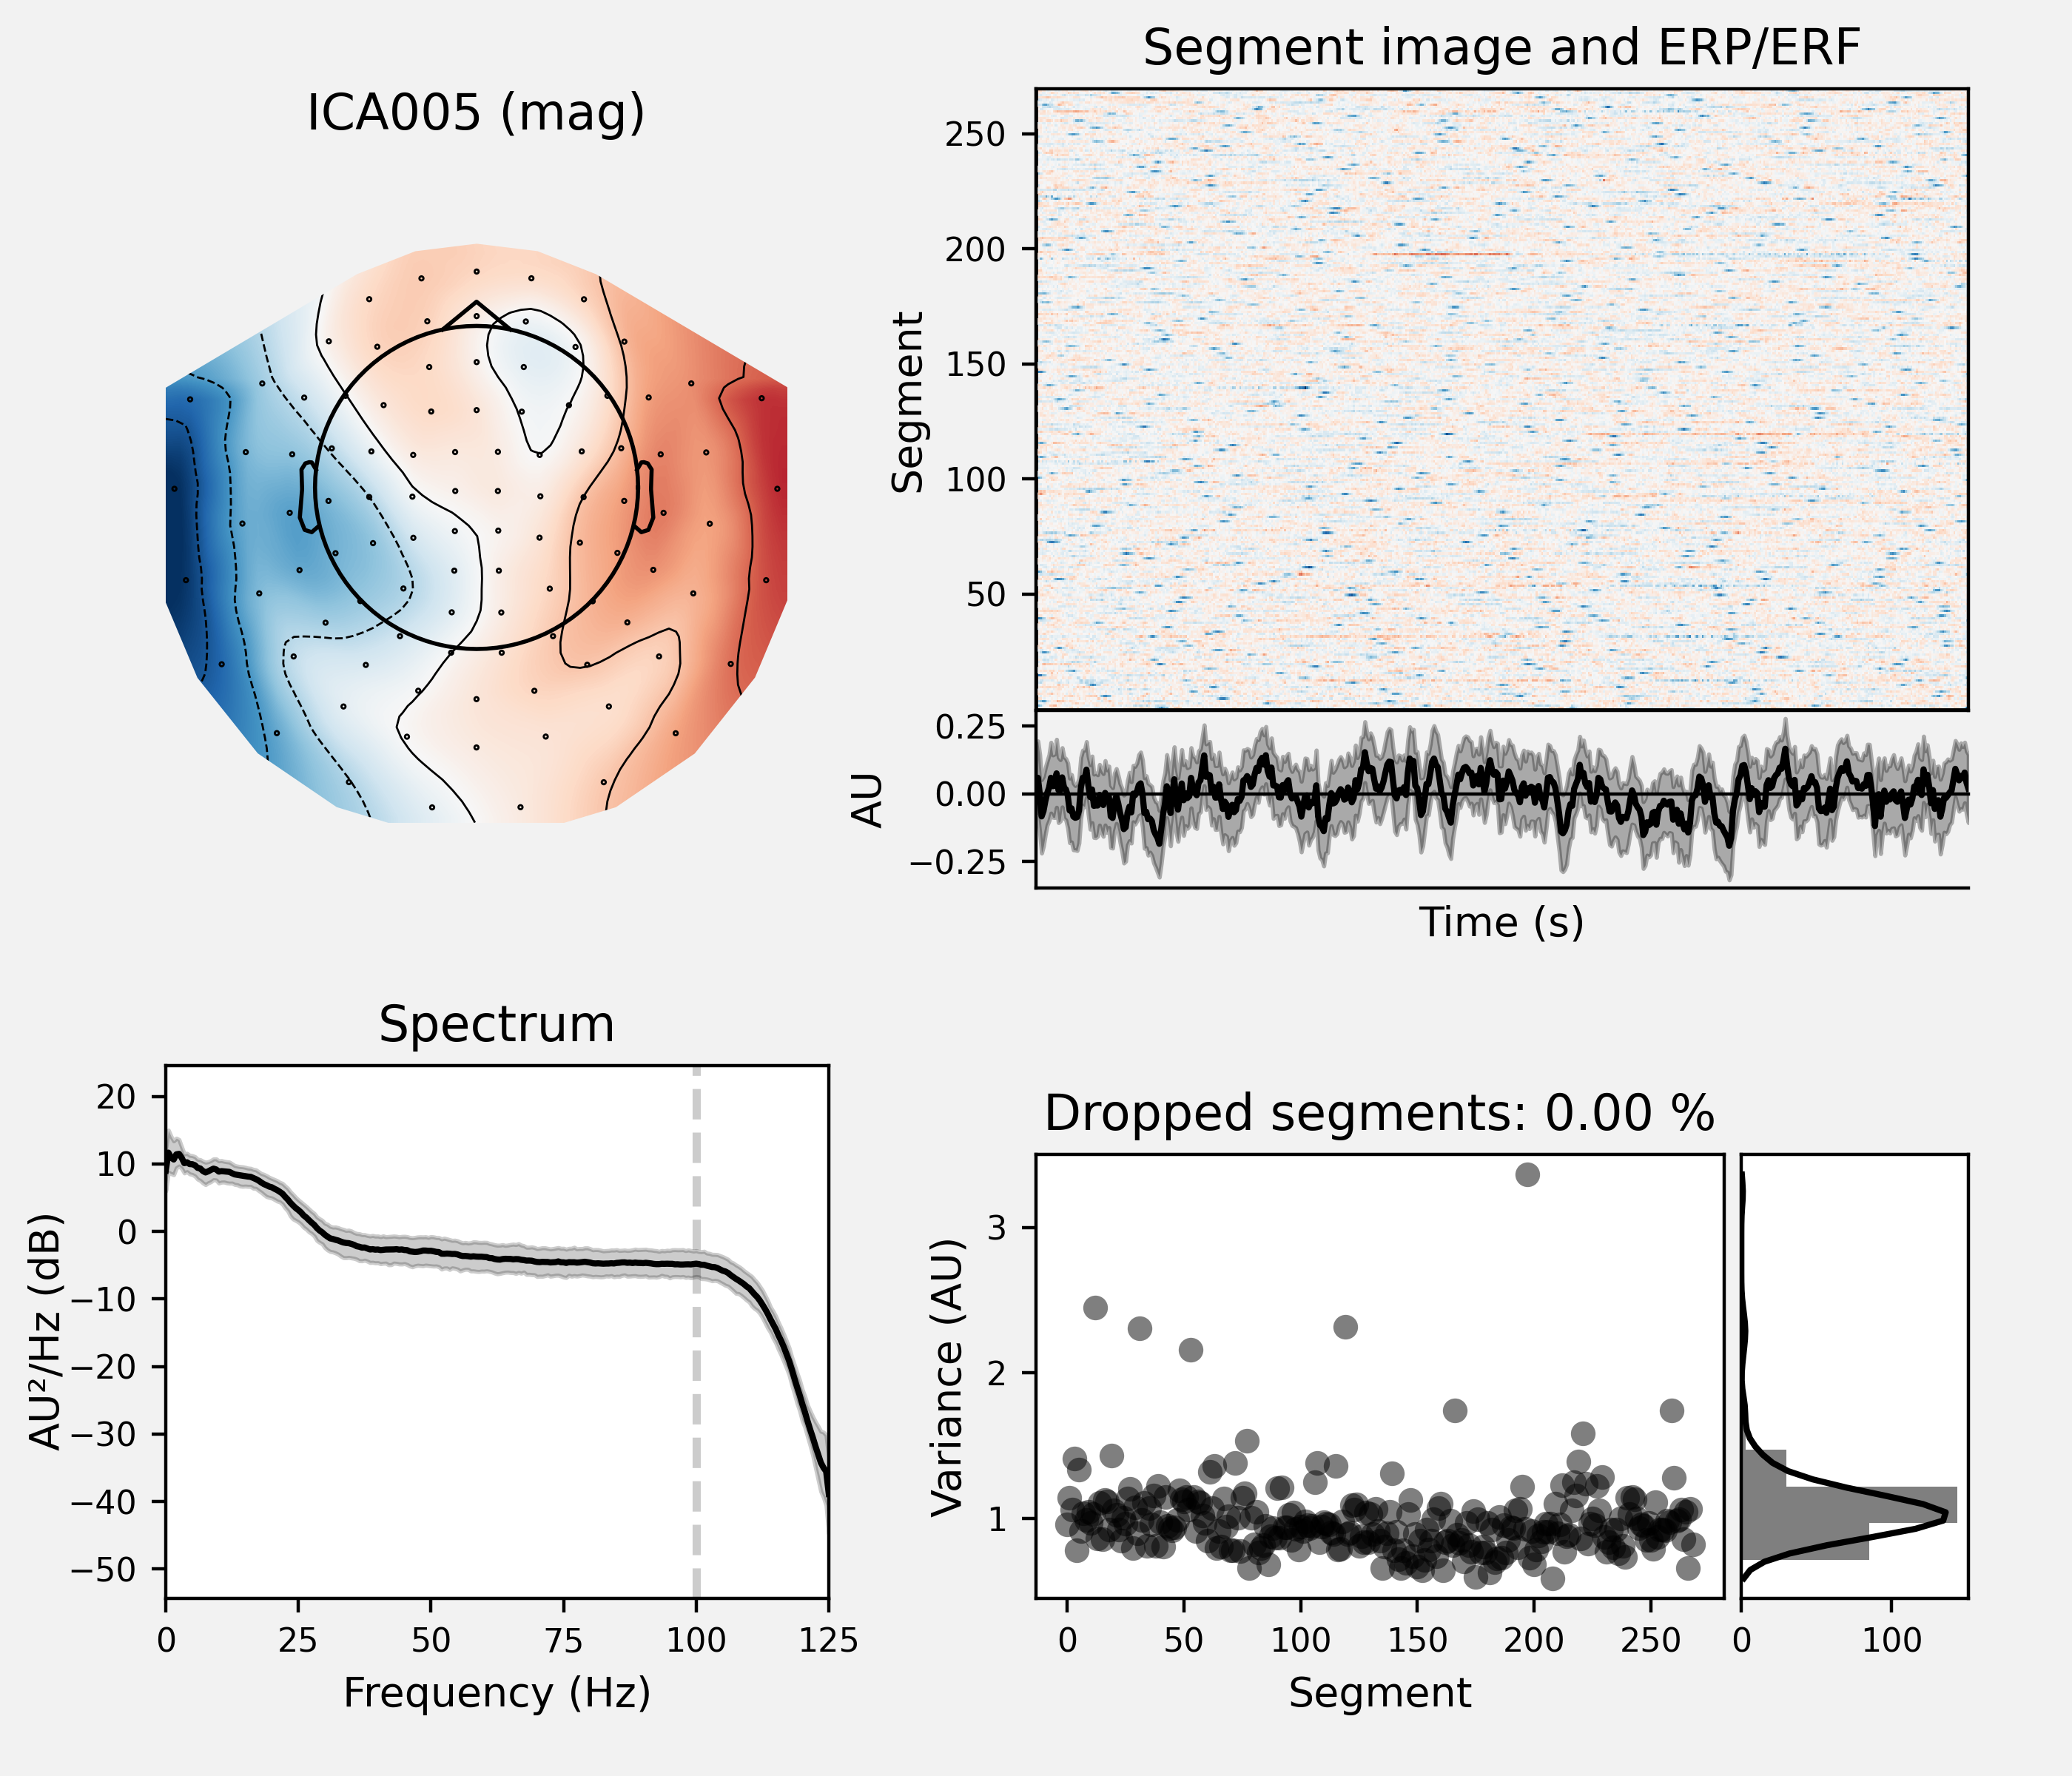 Segment image and ERP/ERF
ICA005 (mag)
250
200
150
100
50
Segment
0.25
0.00
−0.25
AU
Time (s)
Spectrum
20
10
0
−10
−20
−30
−40
−50
AU²/Hz (dB)
0 25 50 75 100 125
Frequency (Hz)
Dropped segments: 0.00 %
3
2
1
Variance (AU)
0 50 100 150 200 250
Segment
0 100